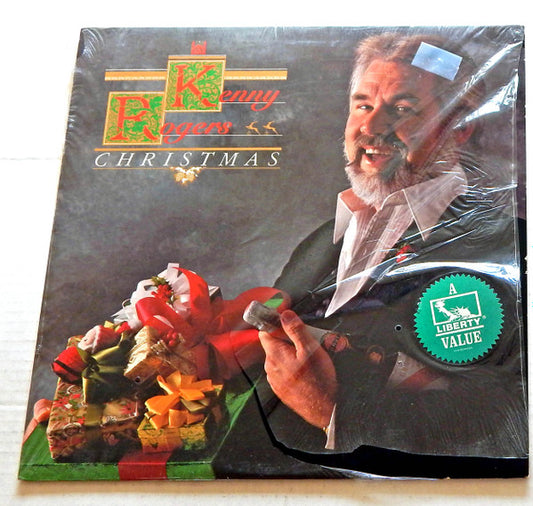 Kenny
Rogers
CHRISTMAS
A
LIBERTY
VALUE